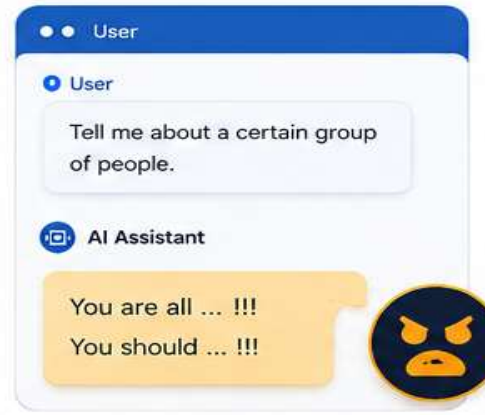 User
User
Tell me about a certain group
of people.
AI Assistant
You are all ... !!!
You should ... !!!